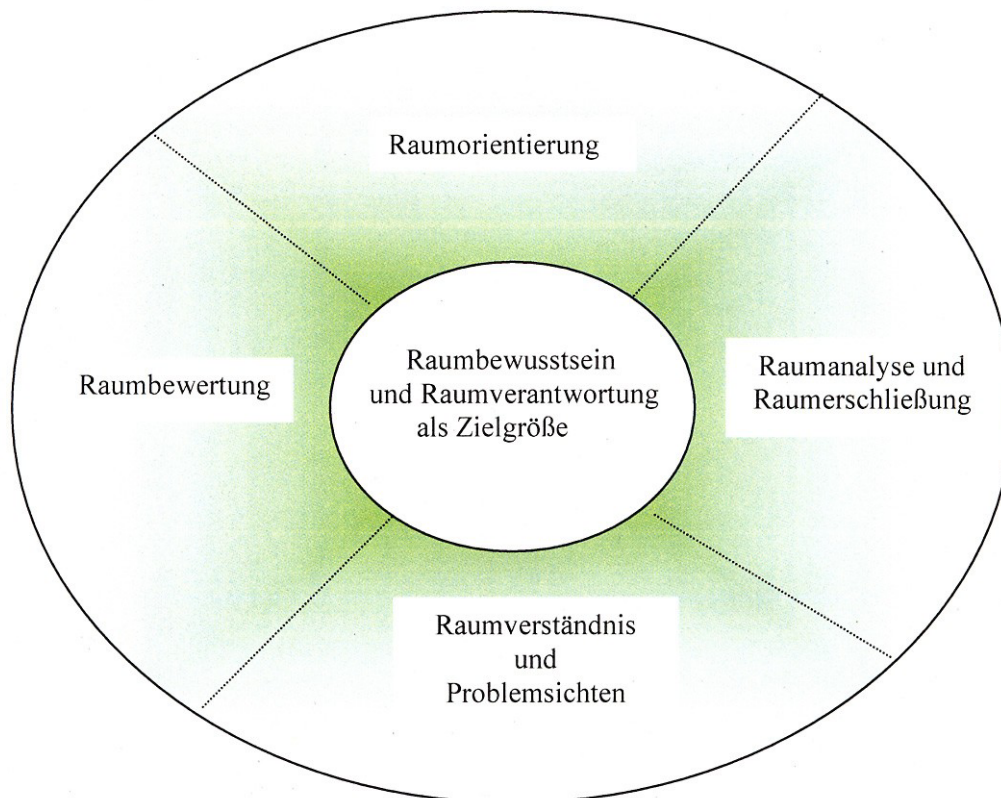 Raumorientierung
Raumbewertung
Raumbewusstsein
und Raumverantwortung
als Zielgröße
Raumanalyse und
Raumerschließung
Raumverständnis
und
Problemsichten